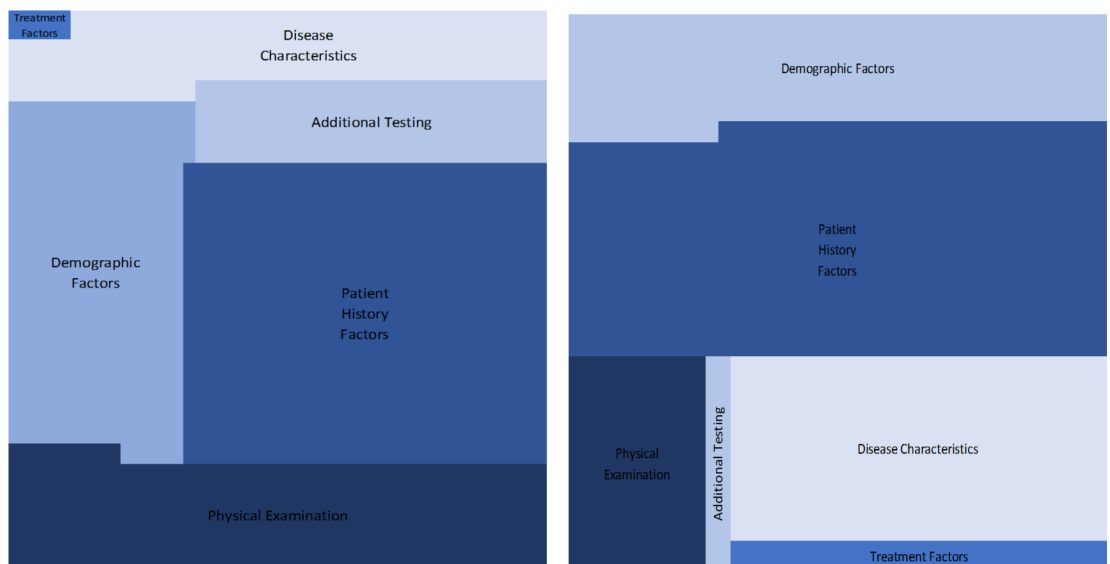 Treatment
Factors
Disease
Characteristics
Additional Testing
Demographic
Factors
Patient
History
Factors
Physical Examination
Demographic Factors
Patient
History
Factors
Physical
Examination
Additional Testing
Disease Characteristics
Treatment Factors